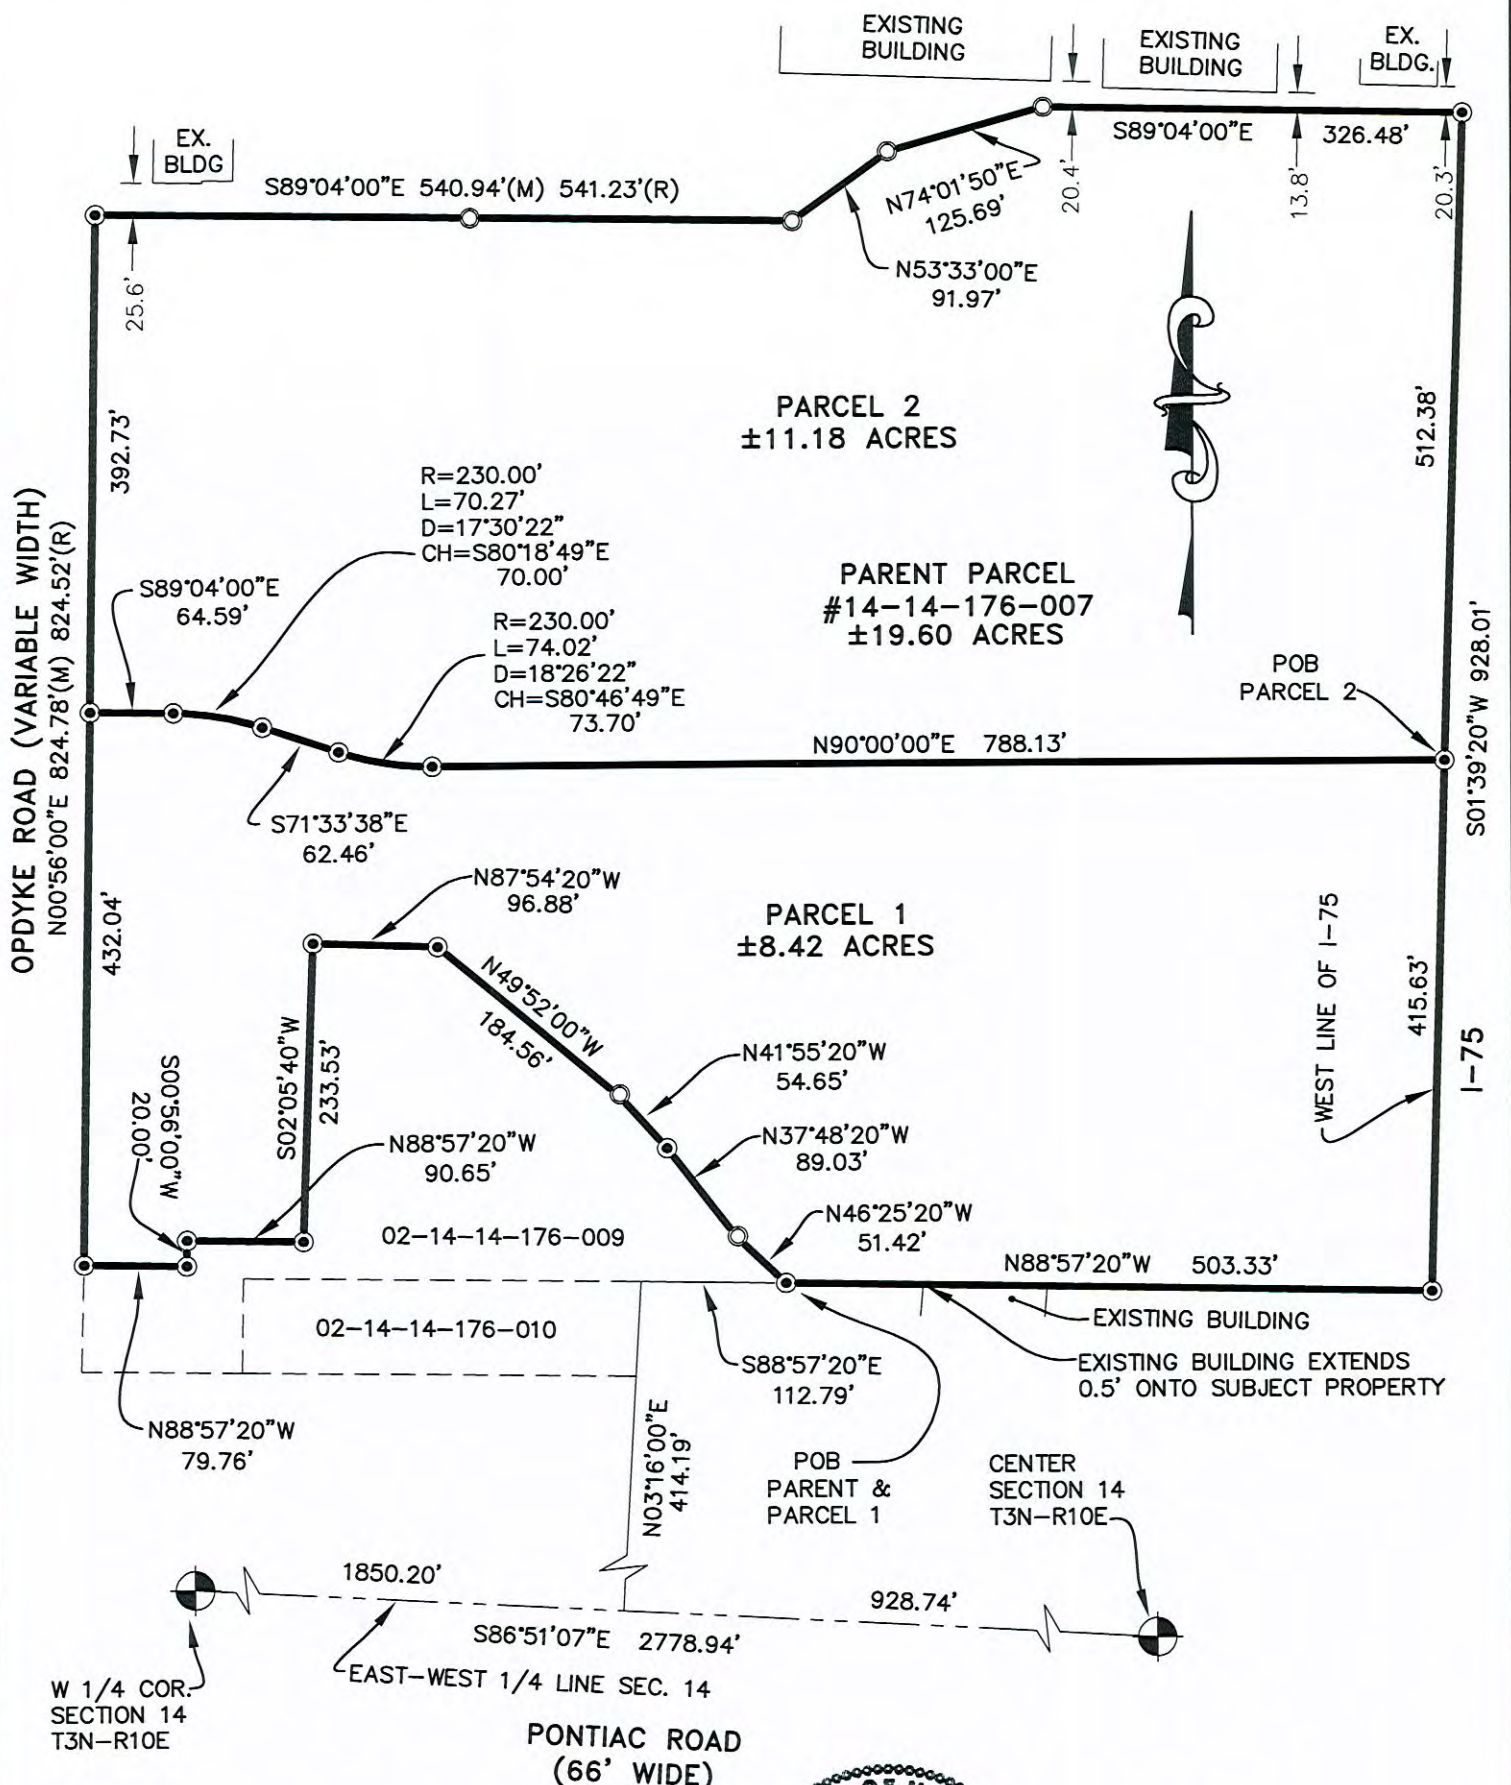 EXISTING
BUILDING
EXISTING
BUILDING
EX.
BLDG.
EX.
BLDG
S89°04'00"E 540.94'(M) 541.23'(R)
N74°01'50"E
125.69'
N53°33'00"E
91.97'
S89°04'00"E 326.48'
20.4'
13.8'
20.3'
25.6'
392.73'
PARCEL 2
±11.18 ACRES
512.38'
R=230.00'
L=70.27'
D=17°30'22"
CH=S80°18'49"E
70.00'
S89°04'00"E
64.59'
R=230.00'
L=74.02'
D=18°26'22"
CH=S80°46'49"E
73.70'
PARENT PARCEL
#14-14-176-007
±19.60 ACRES
POB
PARCEL 2
OPDYKE ROAD (VARIABLE WIDTH)
N00°56'00"E 824.78'(M) 824.52'(R)
S01°39'20"W 928.01'
N90°00'00"E 788.13'
S71°33'38"E
62.46'
432.04'
N87°54'20"W
96.88'
PARCEL 1
±8.42 ACRES
N49°52'00"W
184.56'
WEST LINE OF I-75
415.63'
I-75
S02°05'40"W
233.53'
S00°56'00"W
20.00'
N41°55'20"W
54.65'
N88°57'20"W
90.65'
N37°48'20"W
89.03'
02-14-14-176-009
N46°25'20"W
51.42'
N88°57'20"W 503.33'
EXISTING BUILDING
02-14-14-176-010
S88°57'20"E
112.79'
EXISTING BUILDING EXTENDS
0.5' ONTO SUBJECT PROPERTY
N88°57'20"W
79.76'
N03°16'00"E
414.19'
POB
PARENT &
PARCEL 1
CENTER
SECTION 14
T3N-R10E
1850.20'
928.74'
S86°51'07"E 2778.94'
EAST-WEST 1/4 LINE SEC. 14
W 1/4 COR.
SECTION 14
T3N-R10E
PONTIAC ROAD
(66' WIDE)